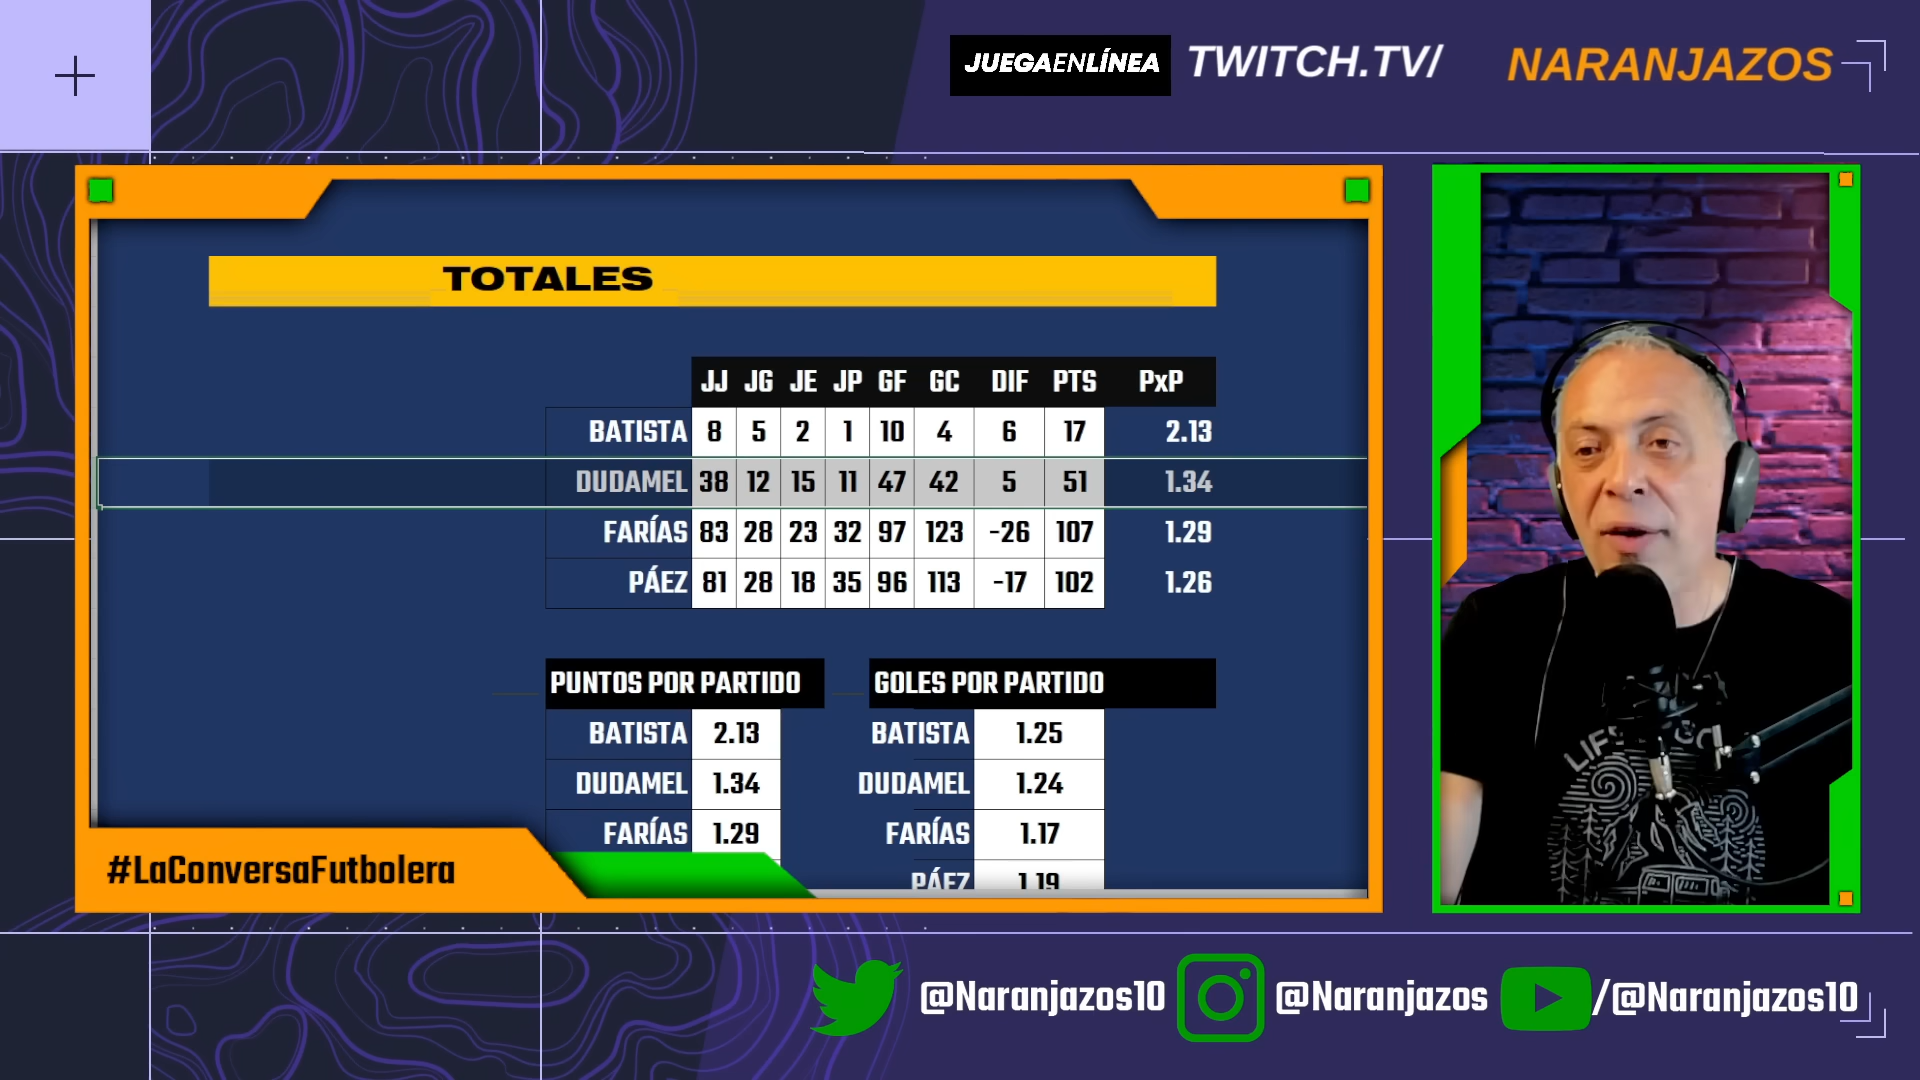 JUEGAENLÍNEA TWITCH.TV/ NARANJAZOS
TOTALES
JJ JG JE JP GF GC DIF PTS PxP
BATISTA 8 5 2 1 10 4 6 17 2.13
DUDAMEL 38 12 15 11 47 42 5 51 1.34
FARÍAS 83 28 23 32 97 123 -26 107 1.29
PÁEZ 81 28 18 35 96 113 -17 102 1.26
PUNTOS POR PARTIDO
BATISTA 2.13
DUDAMEL 1.34
FARÍAS 1.29
GOLES POR PARTIDO
BATISTA 1.25
DUDAMEL 1.24
FARÍAS 1.17
PÁEZ 1.19
#LaConversaFutbolera
@Naranjazos10 @Naranjazos /@Naranjazos10